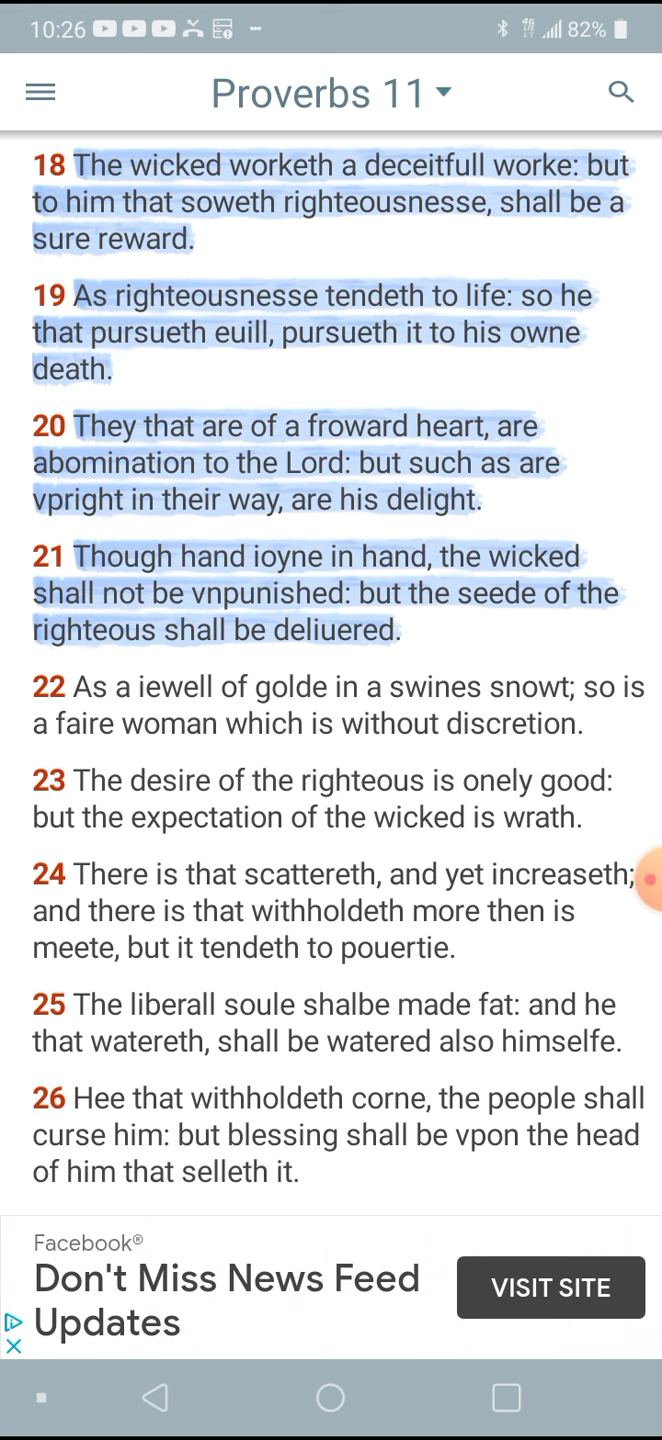 10:26
4G
82%
Proverbs 11
18 The wicked worketh a deceitfull worke: but
to him that soweth righteousnesse, shall be a
sure reward.
19 As righteousnesse tendeth to life: so he
that pursueth euill, pursueth it to his owne
death.
20 They that are of a froward heart, are
abomination to the Lord: but such as are
vpright in their way, are his delight.
21 Though hand ioyne in hand, the wicked
shall not be vnpunished: but the seede of the
righteous shall be deliuered.
22 As a iewell of golde in a swines snowt; so is
a faire woman which is without discretion.
23 The desire of the righteous is onely good:
but the expectation of the wicked is wrath.
24 There is that scattereth, and yet increaseth;
and there is that withholdeth more then is
meete, but it tendeth to pouertie.
25 The liberall soule shalbe made fat: and he
that watereth, shall be watered also himselfe.
26 Hee that withholdeth corne, the people shall
curse him: but blessing shall be vpon the head
of him that selleth it.
Facebook®
Don't Miss News Feed
Updates
VISIT SITE